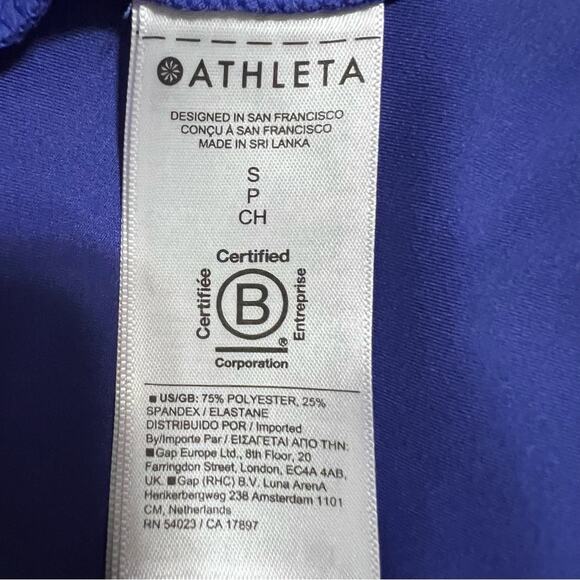 ATHLETA
DESIGNED IN SAN FRANCISCO
CONÇU À SAN FRANCISCO
MADE IN SRI LANKA
S
P
CH
Certified
Certifiée
B
Entreprise
®
Corporation
■ US/GB: 75% POLYESTER, 25%
SPANDEX / ELASTANE
DISTRIBUIDO POR / Imported
By/Importe Par / ΕΙΣΑΓΕΤΑΙ ΑΠΟ ΤΗΝ:
■Gap Europe Ltd., 8th Floor, 20
Farringdon Street, London, EC4A 4AB,
UK. ■Gap (RHC) B.V. Luna ArenA
Herikerbergweg 238 Amsterdam 1101
CM, Netherlands
RN 54023 / CA 17897